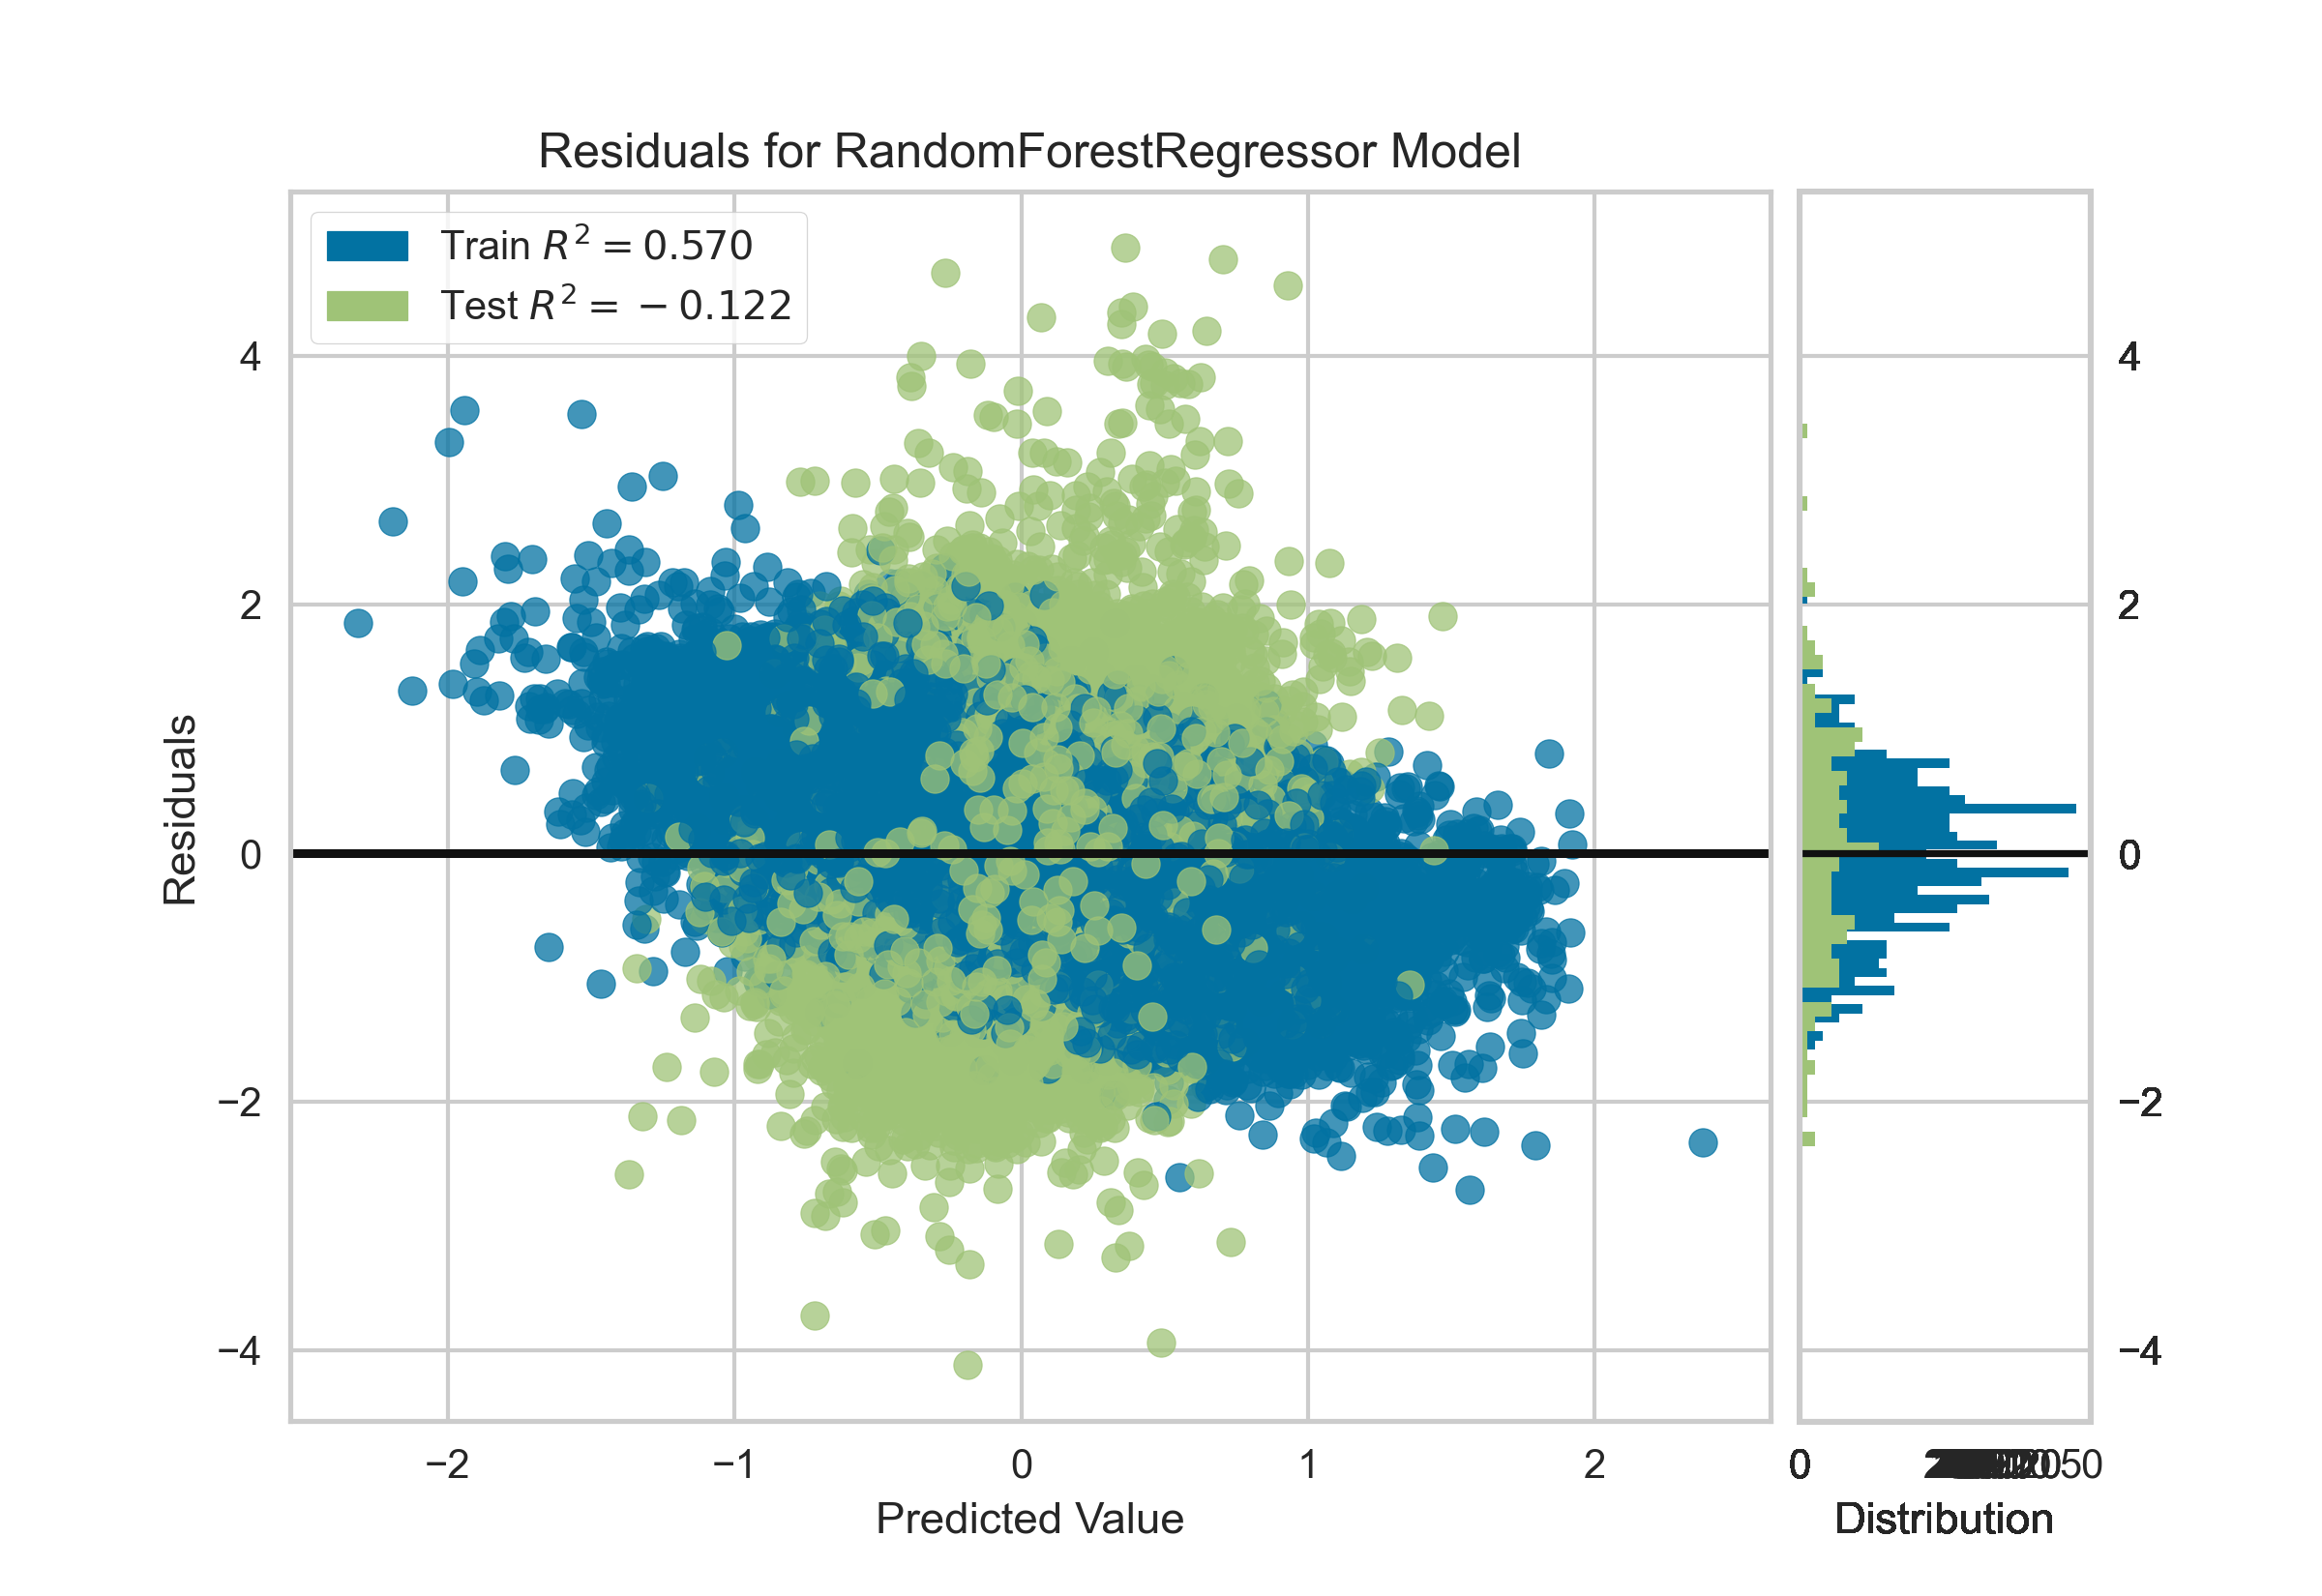 Residuals for RandomForestRegressor Model
Train R² = 0.570
Test R² = −0.122
Residuals
4
2
0
−2
−4
−2
−1
0
1
2
Predicted Value
4
2
0
−2
−4
0
50
Distribution